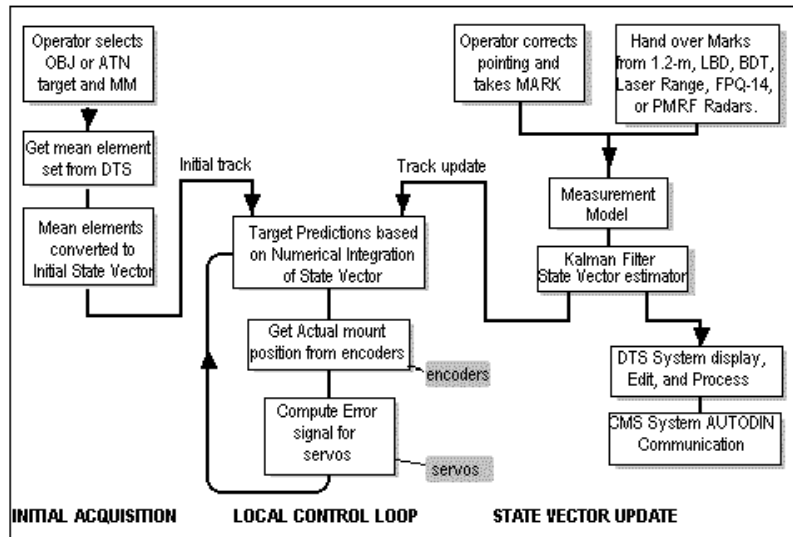 Operator selects
OBJ or ATN
target and MM
Get mean element
set from DTS
Mean elements
converted to
Initial State Vector
Initial track
Target Predictions based
on Numerical Integration
of State Vector
Get Actual mount
position from encoders
encoders
Compute Error
signal for
servos
servos
Operator corrects
pointing and
takes MARK
Hand over Marks
from 1.2-m, LBD, BDT,
Laser Range, FPQ-14,
or PMRF Radars.
Track update
Measurement
Model
Kalman Filter
State Vector estimator
DTS System display,
Edit, and Process
CMS System AUTODIN
Communication
INITIAL ACQUISITION
LOCAL CONTROL LOOP
STATE VECTOR UPDATE